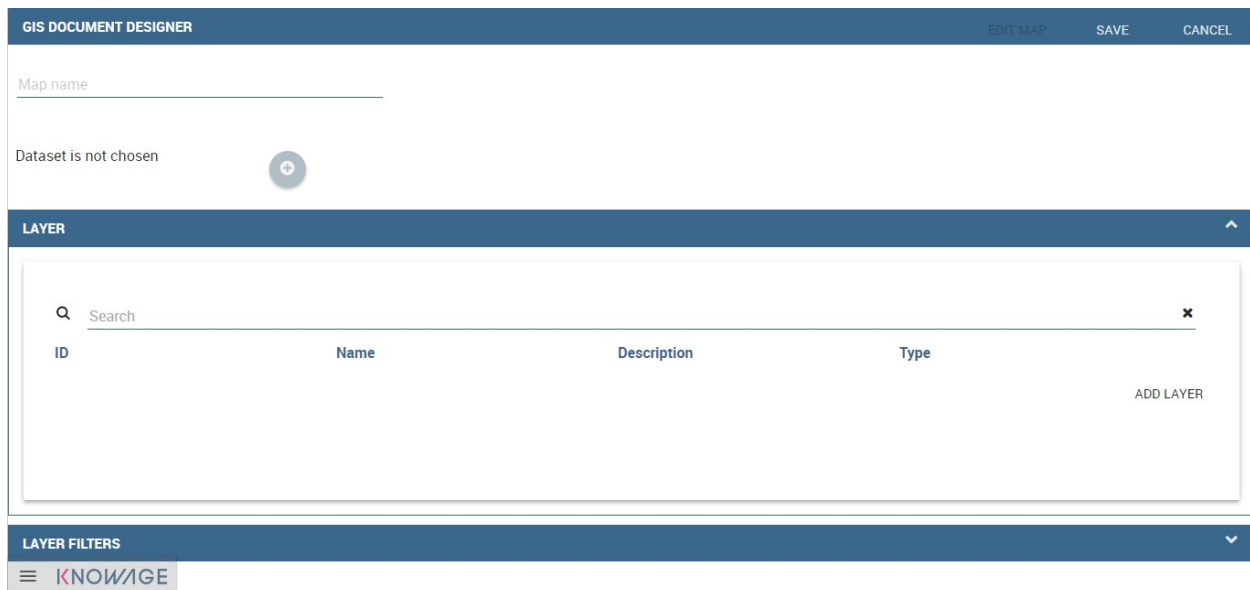 GIS DOCUMENT DESIGNER EDIT MAP SAVE CANCEL
Map name
Dataset is not chosen
LAYER
Search
ID Name Description Type
ADD LAYER
LAYER FILTERS
KNOWAGE